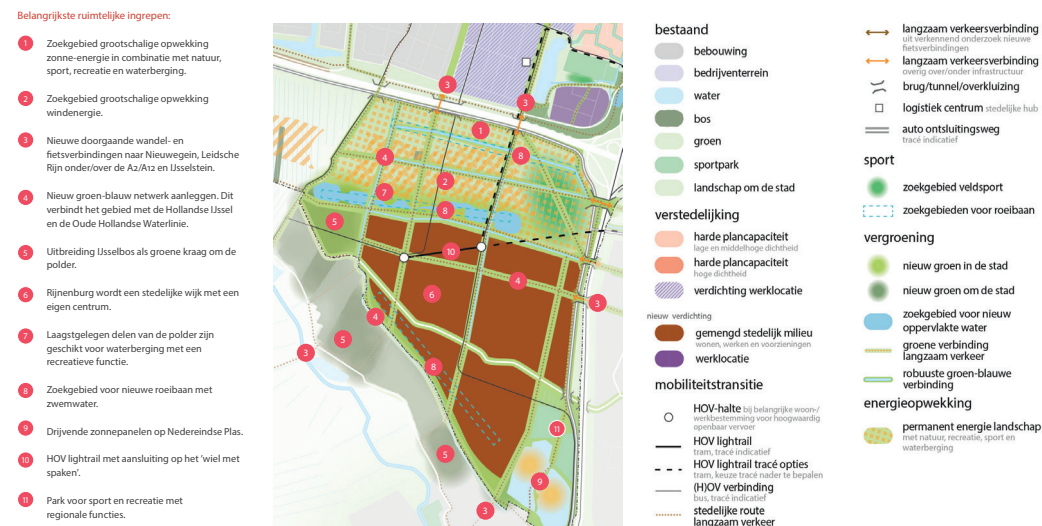 Belangrijkste ruimtelijke ingrepen:
1 Zoekgebied grootschalige opwekking
zonne-energie in combinatie met natuur,
sport, recreatie en waterberging.
2 Zoekgebied grootschalige opwekking
windenergie.
3 Nieuwe doorgaande wandel- en
fietsverbindingen naar Nieuwegein, Leidsche
Rijn onder/over de A2/A12 en IJsselstein.
4 Nieuw groen-blauw netwerk aanleggen. Dit
verbindt het gebied met de Hollandse IJssel
en de Oude Hollandse Waterlinie.
5 Uitbreiding IJsselbos als groene kraag om de
polder.
6 Rijnenburg wordt een stedelijke wijk met een
eigen centrum.
7 Laagstgelegen delen van de polder zijn
geschikt voor waterberging met een
recreatieve functie.
8 Zoekgebied voor nieuwe roeibaan met
zwemwater.
9 Drijvende zonnepanelen op Nedereindse Plas.
10 HOV lightrail met aansluiting op het 'wiel met
spaken'.
11 Park voor sport en recreatie met
regionale functies.
3
3
1
4
8
2
7
8
5
10
4
6
3
4
5
3
8
11
5
9
3
bestaand
bebouwing
bedrijventerrein
water
bos
groen
sportpark
landschap om de stad
verstedelijking
harde plancapaciteit
lage en middelhoge dichtheid
harde plancapaciteit
hoge dichtheid
verdichting werklocatie
nieuw verdichting
gemengd stedelijk milieu
wonen, werken en voorzieningen
werklocatie
mobiliteitstransitie
HOV-halte bij belangrijke woon-/
werkbestemming voor hoogwaardig
openbaar vervoer
HOV lightrail
tram, tracé indicatief
HOV lightrail tracé opties
tram, keuze tracé nader te bepalen
(H)OV verbinding
bus, tracé indicatief
stedelijke route
langzaam verkeer
langzaam verkeersverbinding
uit verkennend onderzoek nieuwe
fietsverbindingen
langzaam verkeersverbinding
overig over/onder infrastructuur
brug/tunnel/overkluizing
logistiek centrum stedelijke hub
auto ontsluitingsweg
tracé indicatief
sport
zoekgebied veldsport
zoekgebieden voor roeibaan
vergroening
nieuw groen in de stad
nieuw groen om de stad
zoekgebied voor nieuw
oppervlakte water
groene verbinding
langzaam verkeer
robuuste groen-blauwe
verbinding
energieopwekking
permanent energie landschap
met natuur, recreatie, sport en
waterberging